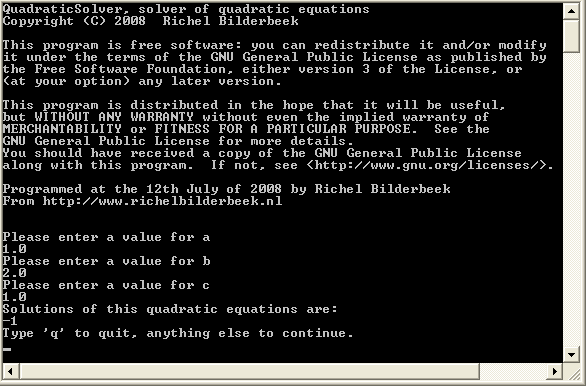 QuadraticSolver, solver of quadratic equations
Copyright (C) 2008  Richel Bilderbeek

This program is free software: you can redistribute it and/or modify
it under the terms of the GNU General Public License as published by
the Free Software Foundation, either version 3 of the License, or
(at your option) any later version.

This program is distributed in the hope that it will be useful,
but WITHOUT ANY WARRANTY without even the implied warranty of
MERCHANTABILITY or FITNESS FOR A PARTICULAR PURPOSE.  See the
GNU General Public License for more details.
You should have received a copy of the GNU General Public License
along with this program.  If not, see <http://www.gnu.org/licenses/>.

Programmed at the 12th July of 2008 by Richel Bilderbeek
From http://www.richelbilderbeek.nl

Please enter a value for a
1.0
Please enter a value for b
2.0
Please enter a value for c
1.0
Solutions of this quadratic equations are:
-1
Type 'q' to quit, anything else to continue.